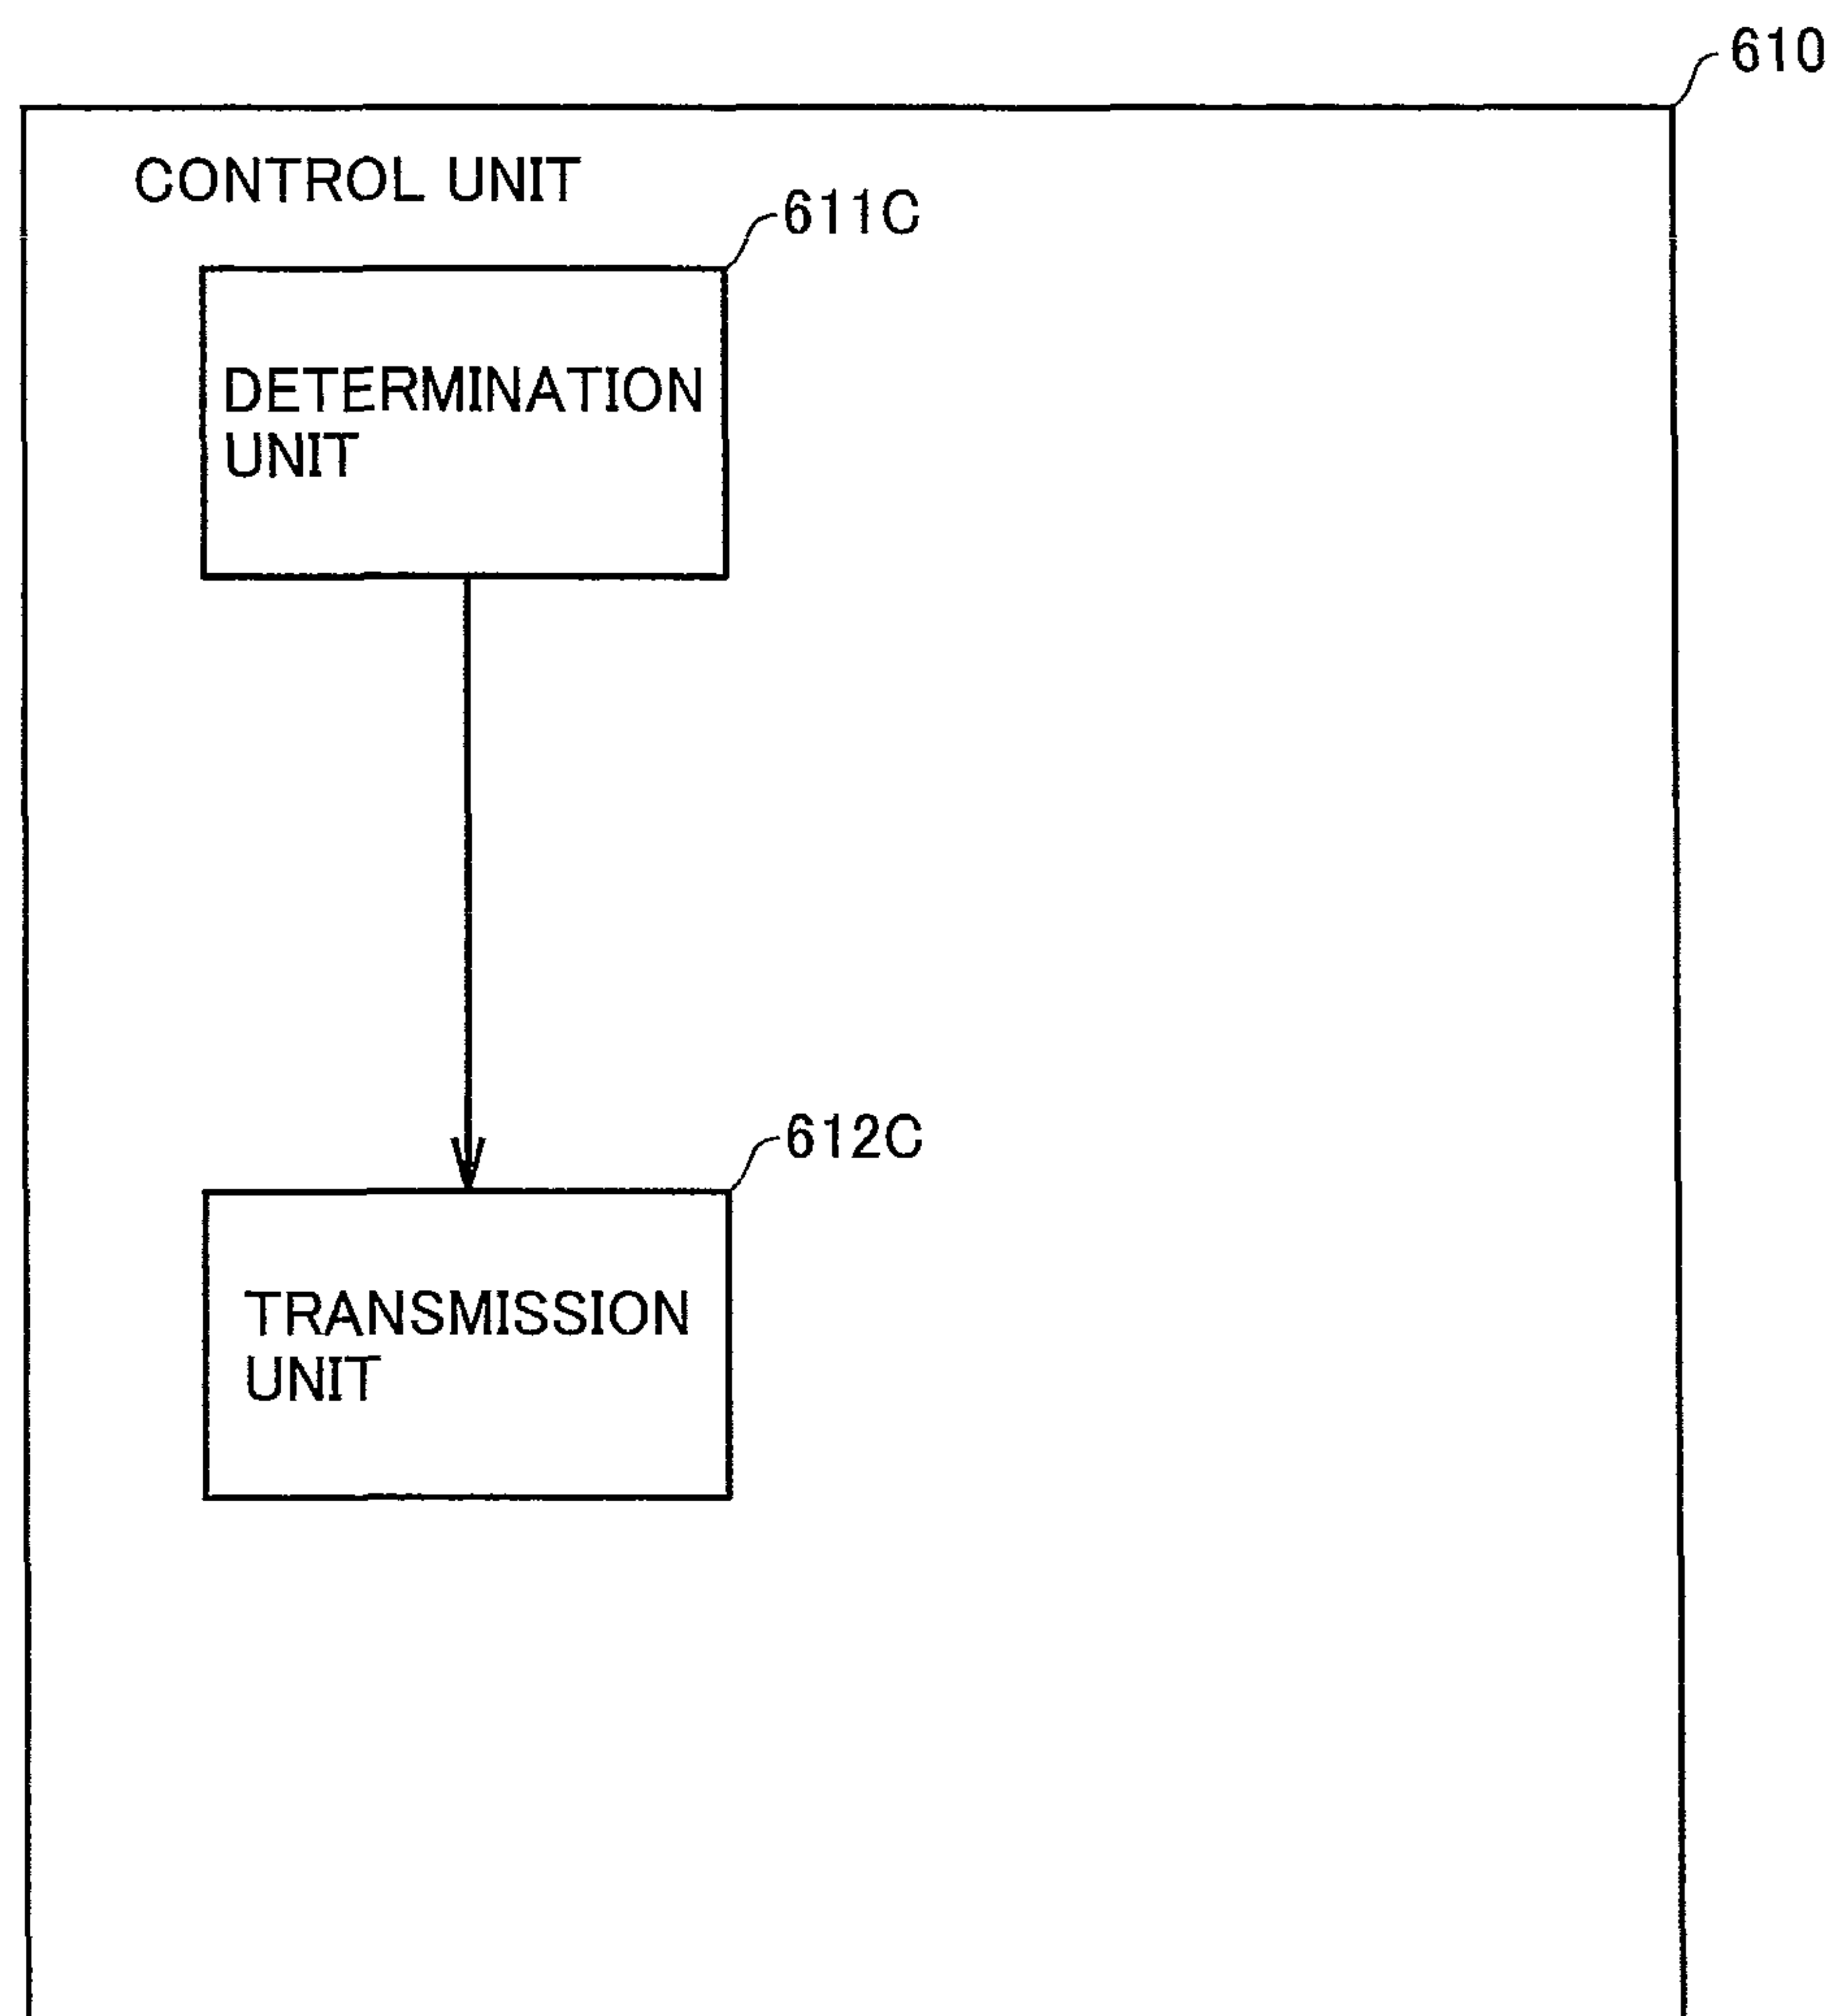 610
CONTROL UNIT
611C
DETERMINATION
UNIT
612C
TRANSMISSION
UNIT